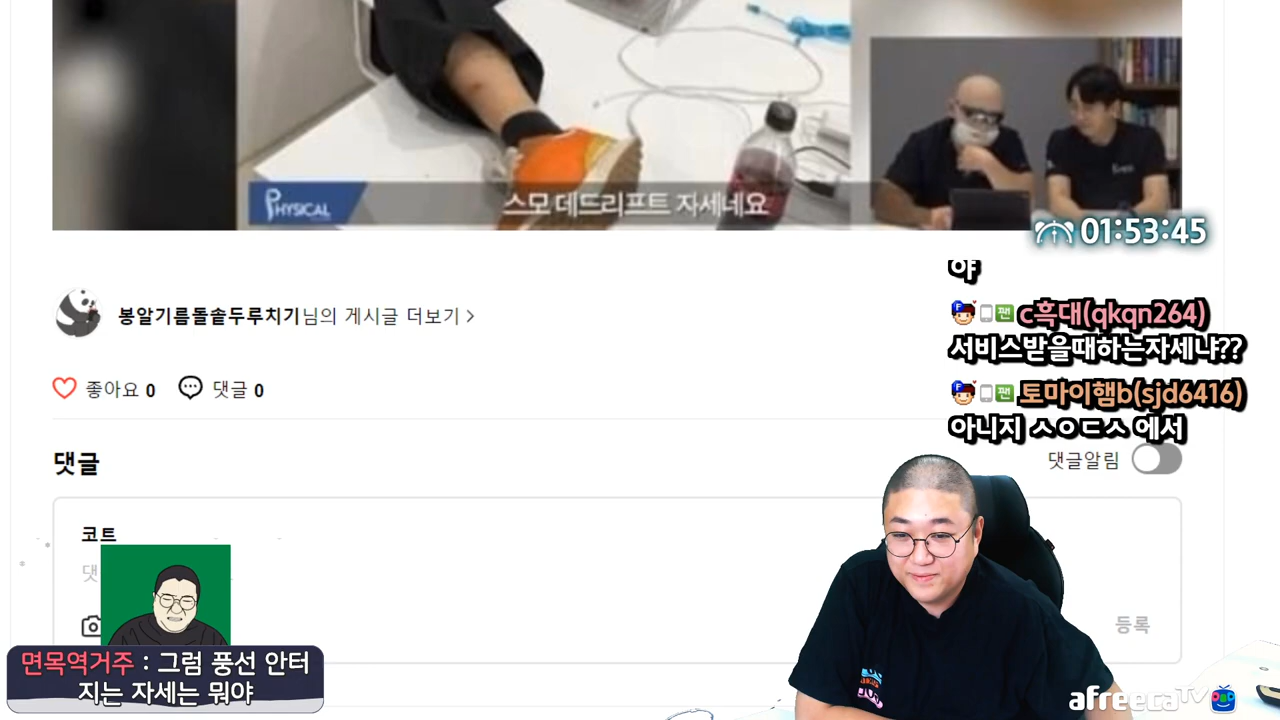 PHYSICAL
스모 데드리프트 자세네요
01:53:45
야
봉알기름돌솥두루치기님의 게시글 더보기 >
c흑대(qkqn264)
서비스받을때하는자세냐??
좋아요 0 댓글 0
토마이햄b(sjd6416)
아니지 ㅅㅇㄷㅅ 에서
댓글
댓글알림
코트
댓
등록
면목역거주 : 그럼 풍선 안터
지는 자세는 뭐야
afreecaTV